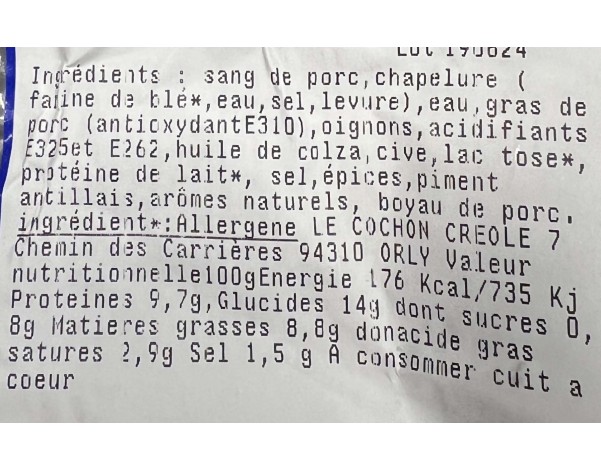 Lot 190624
Ingrédients : sang de porc,chapelure (
farine de blé*,eau,sel,levure),eau,gras de
porc (antioxydantE310),oignons,acidifiants
E325et E262,huile de colza,cive,lac tose*,
protéine de lait*, sel,épices,piment
antillais,arômes naturels, boyau de porc.
ingrédient*:Allergene LE COCHON CREOLE 7
Chemin des Carrières 94310 ORLY Valeur
nutritionnelle100gEnergie 176 Kcal/735 Kj
Proteines 9,7g,Glucides 14g dont sucres 0,
8g Matieres grasses 8,8g donacide gras
satures 2,9g Sel 1,5 g A consommer cuit a
coeur